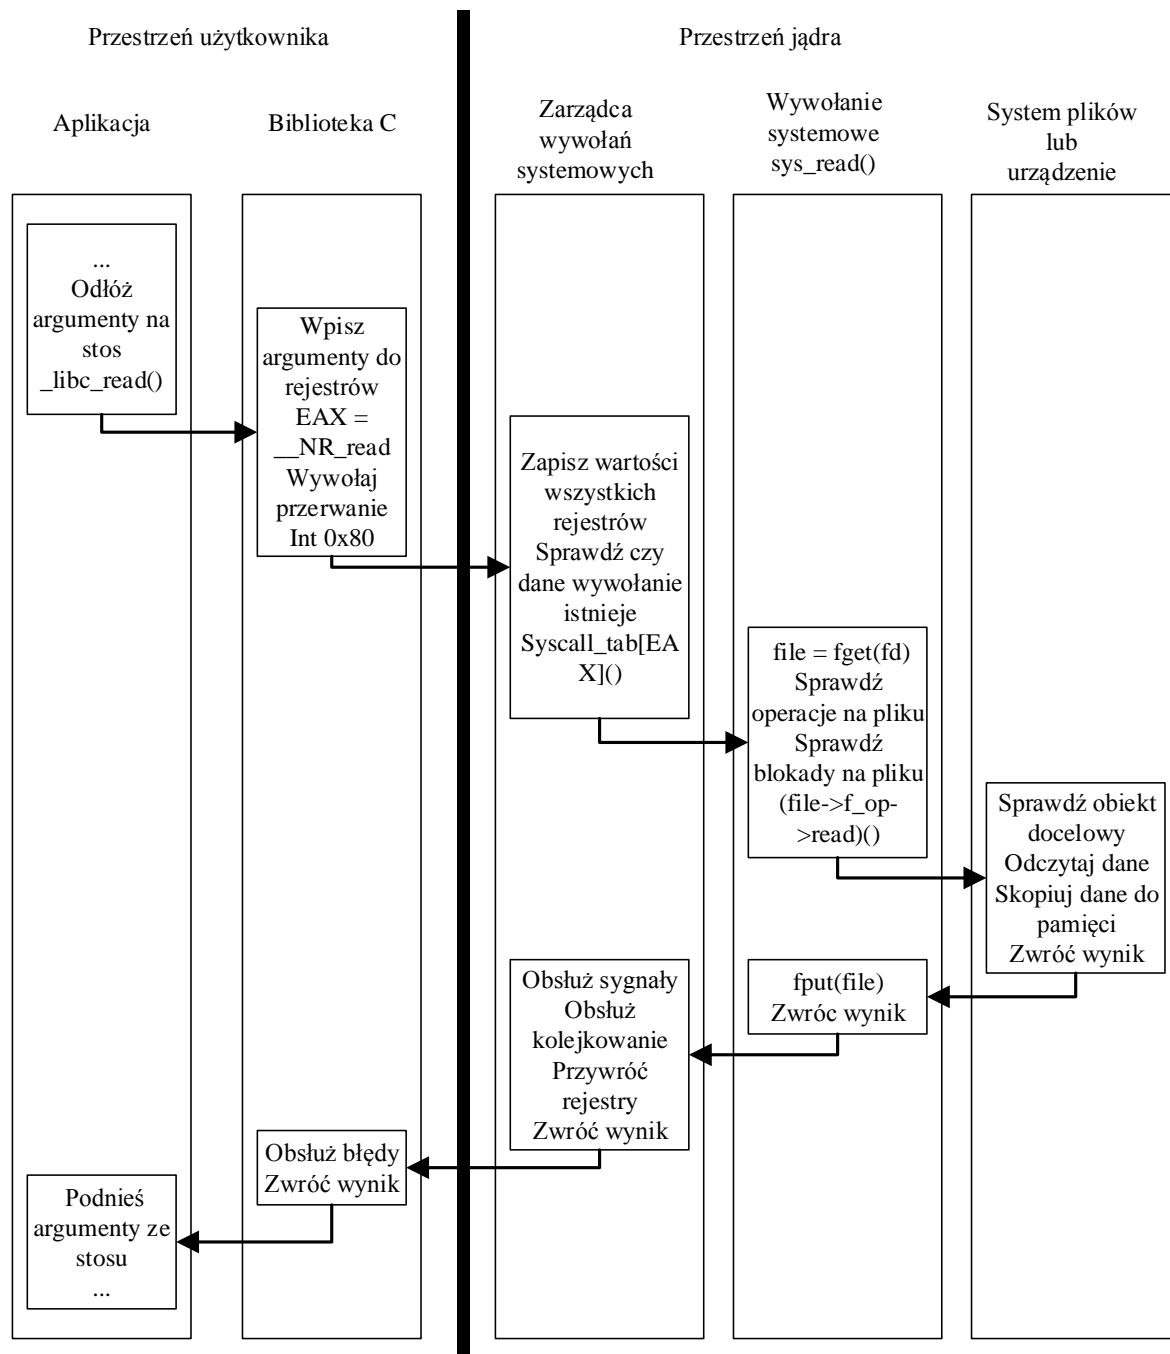 Przestrzeń użytkownika
Przestrzeń jądra
Aplikacja
Biblioteka C
Zarządca
wywołań
systemowych
Wywołanie
systemowe
sys_read()
System plików
lub
urządzenie
...
Odłóż
argumenty na
stos
_libc_read()
Wpisz
argumenty do
rejestrów
EAX =
__NR_read
Wywołaj
przerwanie
Int 0x80
Zapisz wartości
wszystkich
rejestrów
Sprawdź czy
dane wywołanie
istnieje
Syscall_tab[EA
X]()
file = fget(fd)
Sprawdź
operacje na pliku
Sprawdź
blokady na pliku
(file->f_op-
>read)()
Sprawdź obiekt
docelowy
Odczytaj dane
Skopiuj dane do
pamięci
Zwróć wynik
fput(file)
Zwróc wynik
Obsłuż sygnały
Obsłuż
kolejkowanie
Przywróć
rejestry
Zwróć wynik
Obsłuż błędy
Zwróć wynik
Podnieś
argumenty ze
stosu
...